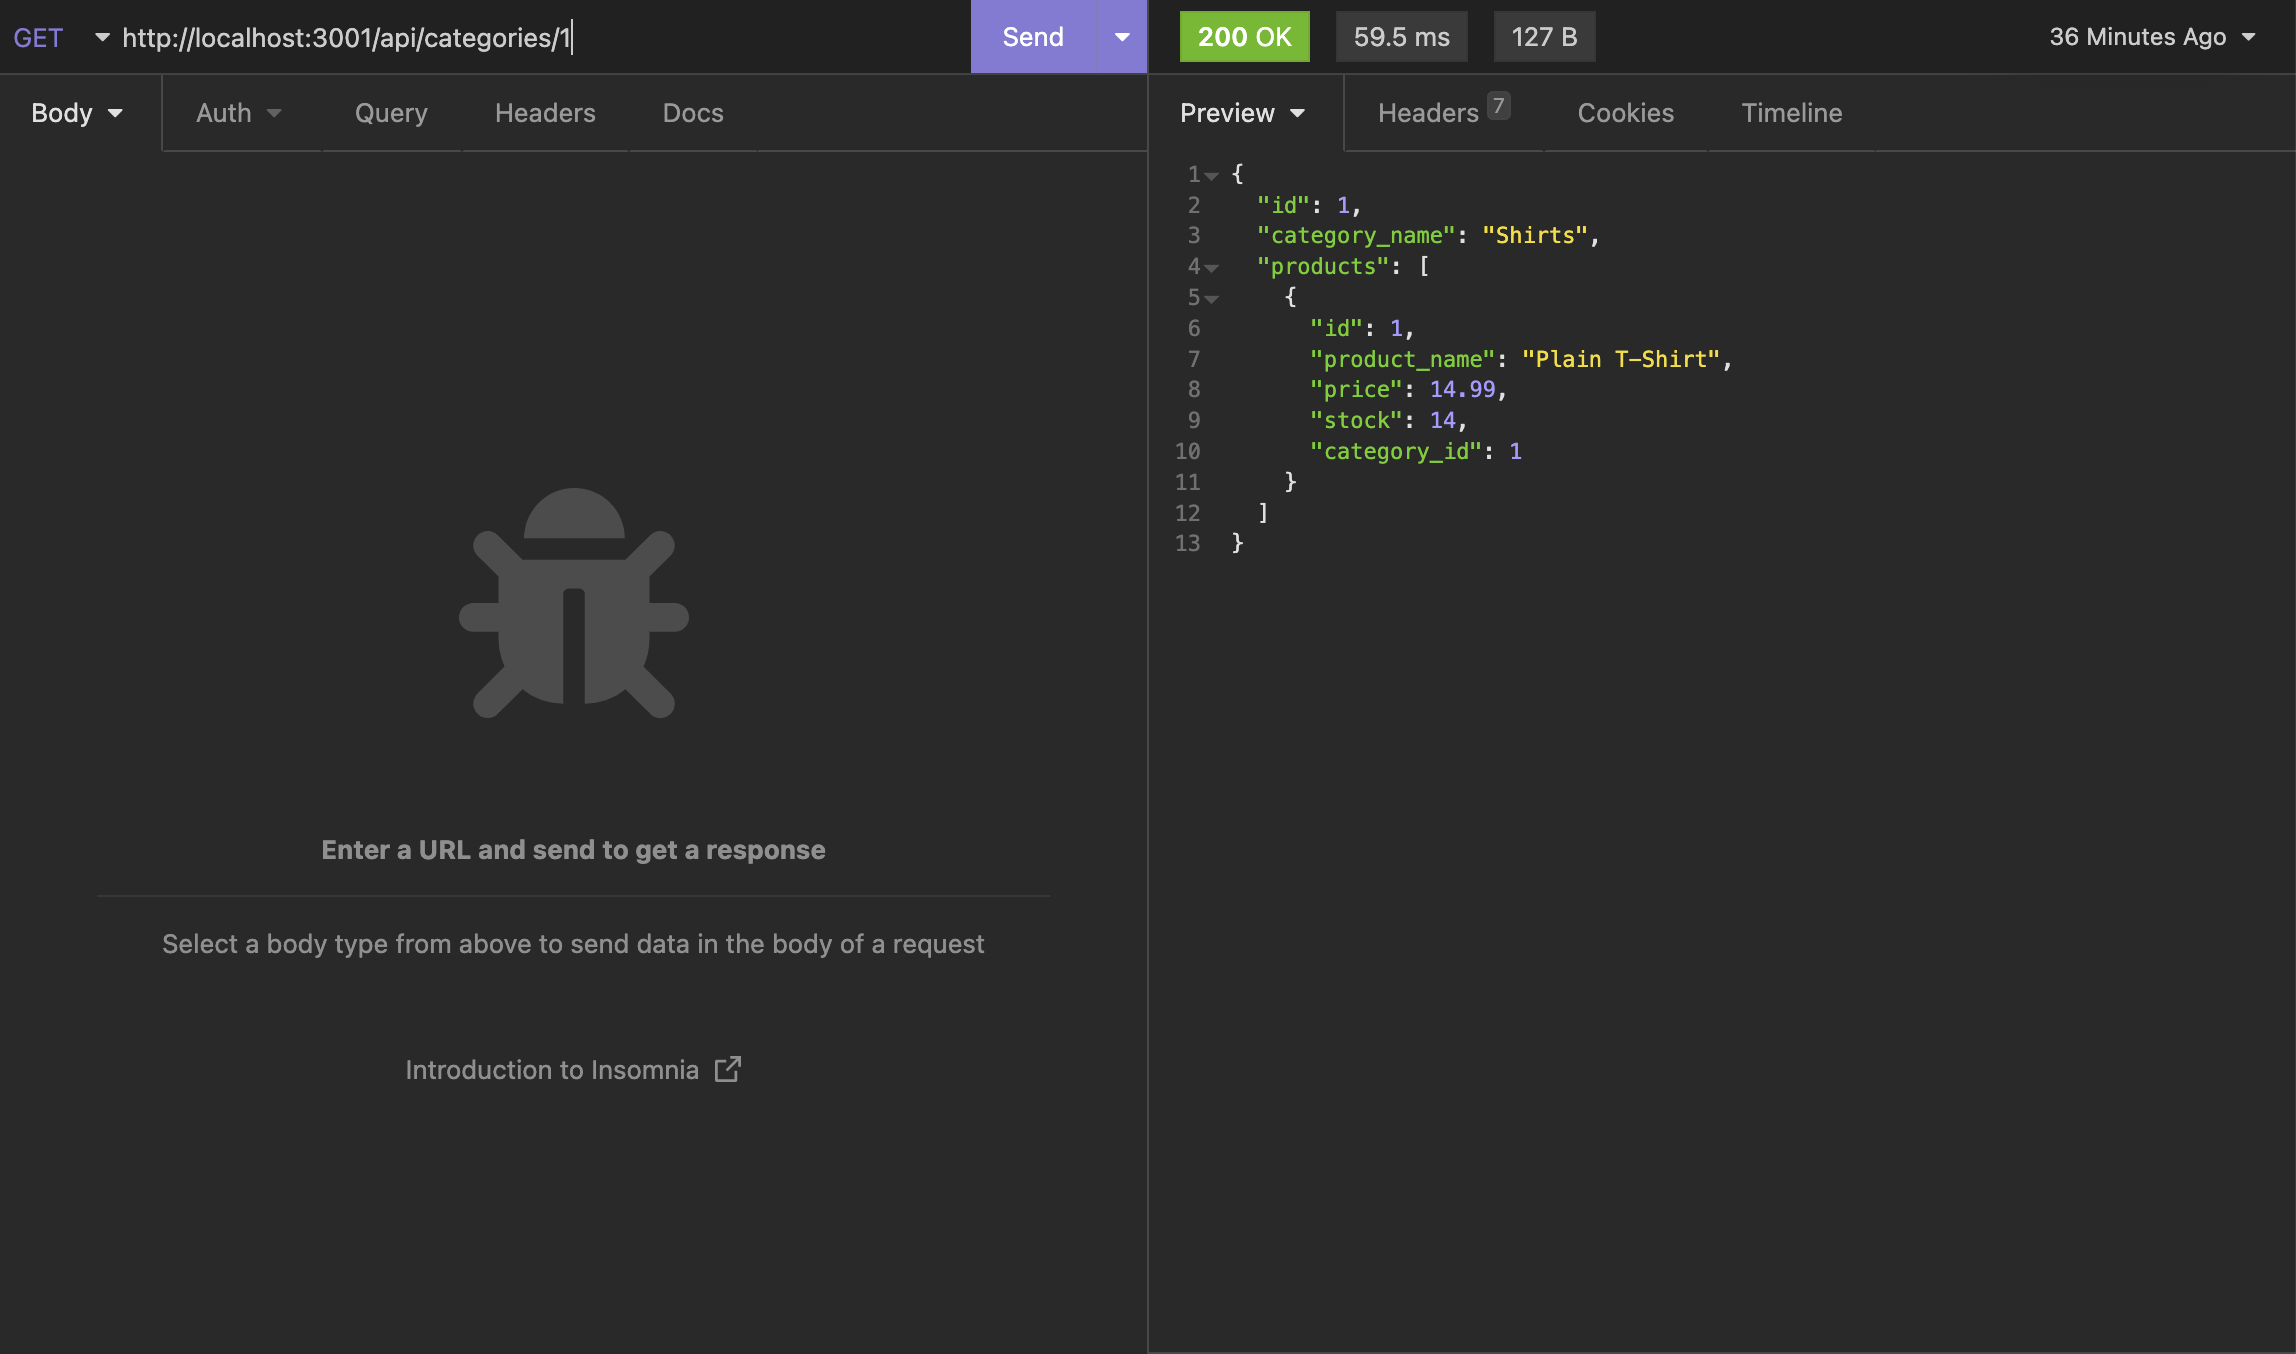 GET http://localhost:3001/api/categories/1 Send 200 OK 59.5 ms 127 B 36 Minutes Ago
Body Auth Query Headers Docs
Preview Headers 7 Cookies Timeline
1 {
2 "id": 1,
3 "category_name": "Shirts",
4 "products": [
5 {
6 "id": 1,
7 "product_name": "Plain T-Shirt",
8 "price": 14.99,
9 "stock": 14,
10 "category_id": 1
11 }
12 ]
13 }
Enter a URL and send to get a response
Select a body type from above to send data in the body of a request
Introduction to Insomnia